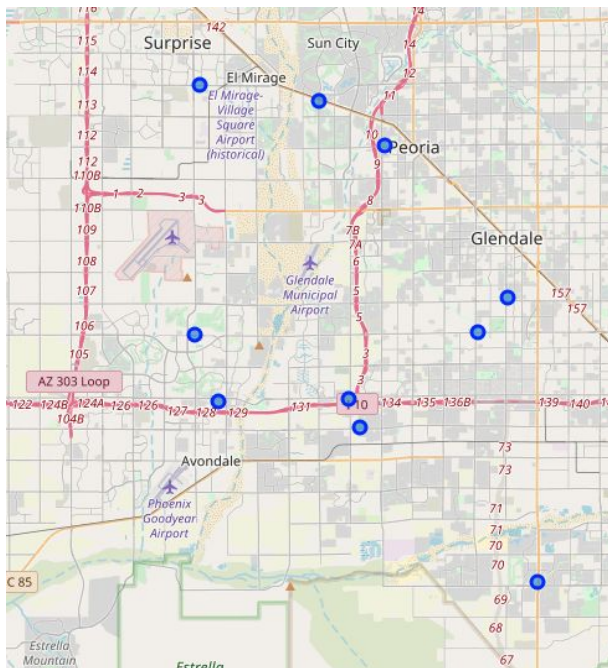 116
142
14
Surprise
Sun City
115
14
114
El Mirage
12
113
El Mirage-
Village
Square
Airport
(historical)
11
112
10
Peoria
112
9
110B
1
2
3
3
8
110B
109
7B
7A
Glendale
108
6
Glendale
Municipal
Airport
107
5
157
157
106
5
105
3
3
AZ 303 Loop
122
124B
124A
126
126
127
128
129
131
10
134
135
136B
139
140
104B
73
Avondale
73
Phoenix
Goodyear
Airport
71
71
70
70
C 85
69
68
Estrella
Mountain
Estrella
67